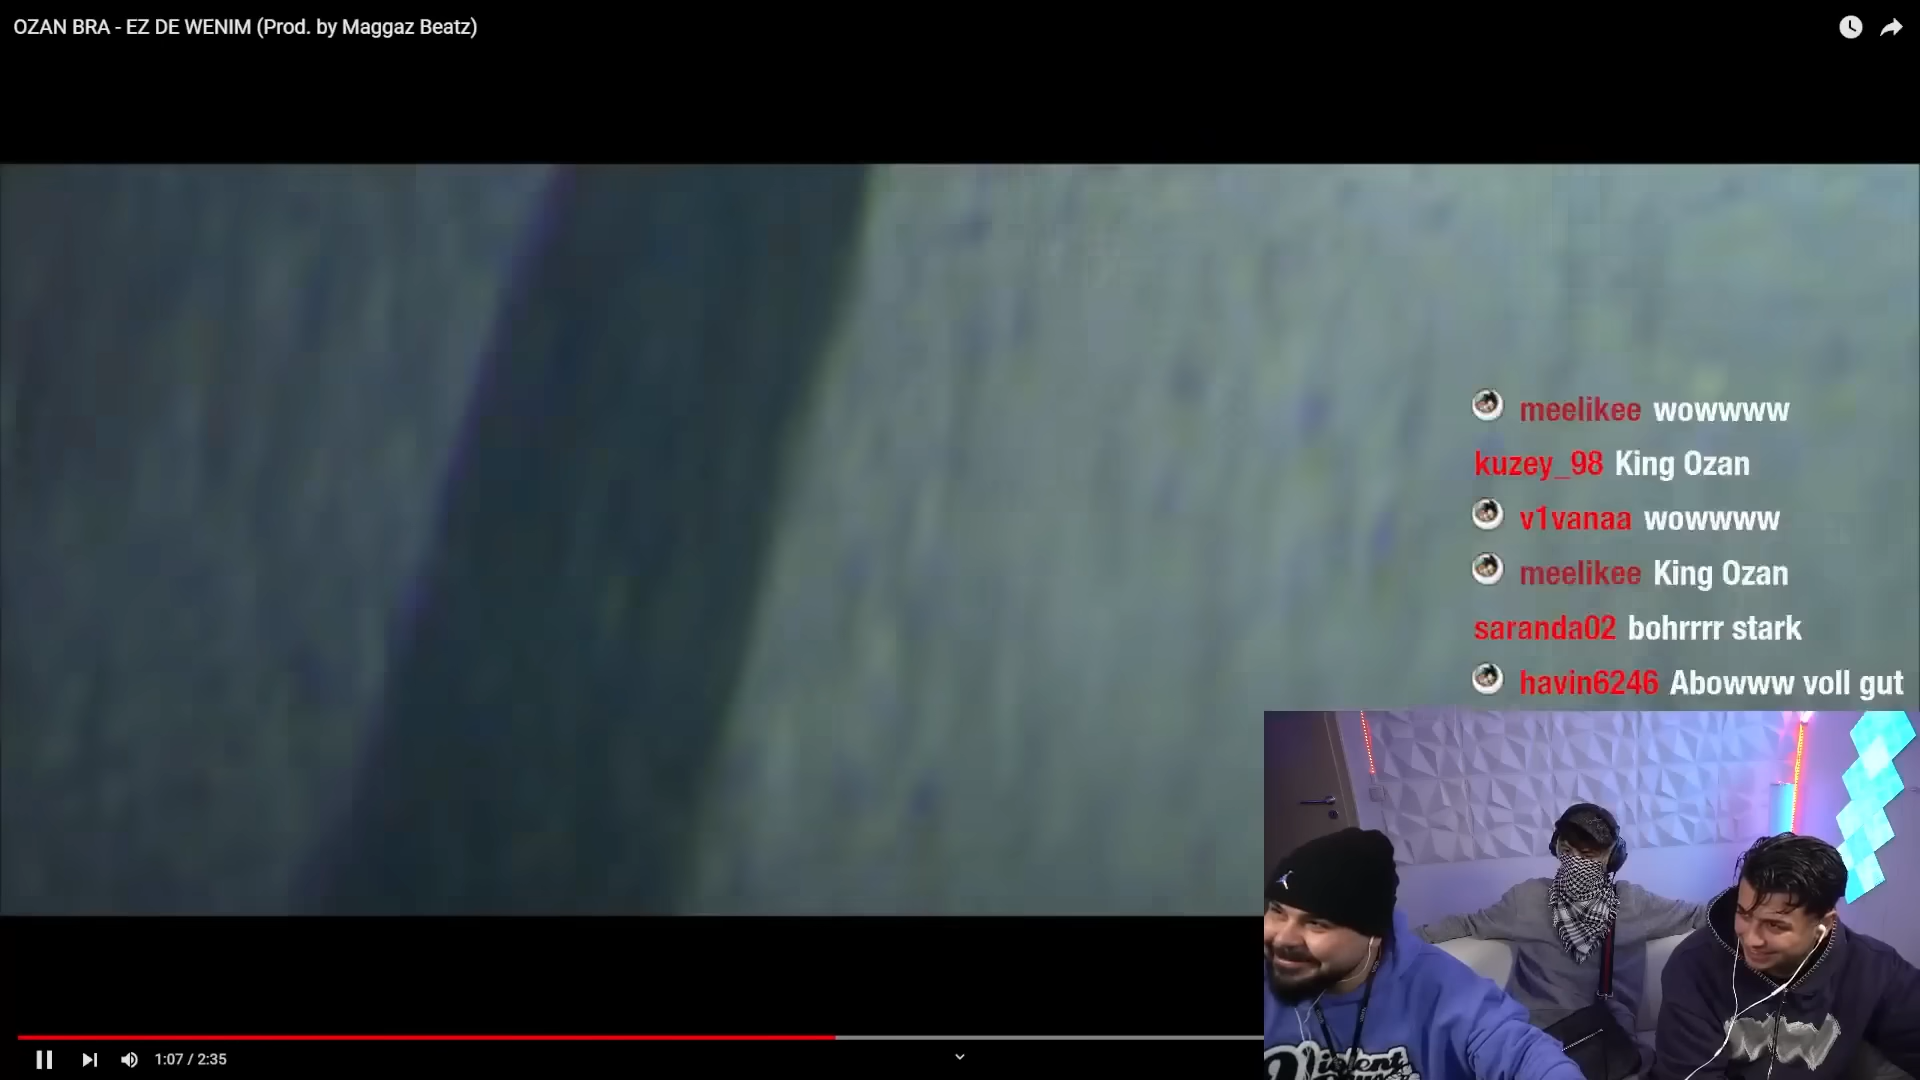 OZAN BRA - EZ DE WENIM (Prod. by Maggaz Beatz)
meelikee wowwww
kuzey_98 King Ozan
v1vanaa wowwww
meelikee King Ozan
saranda02 bohrrrr stark
havin6246 Abowww voll gut
1:07 / 2:35